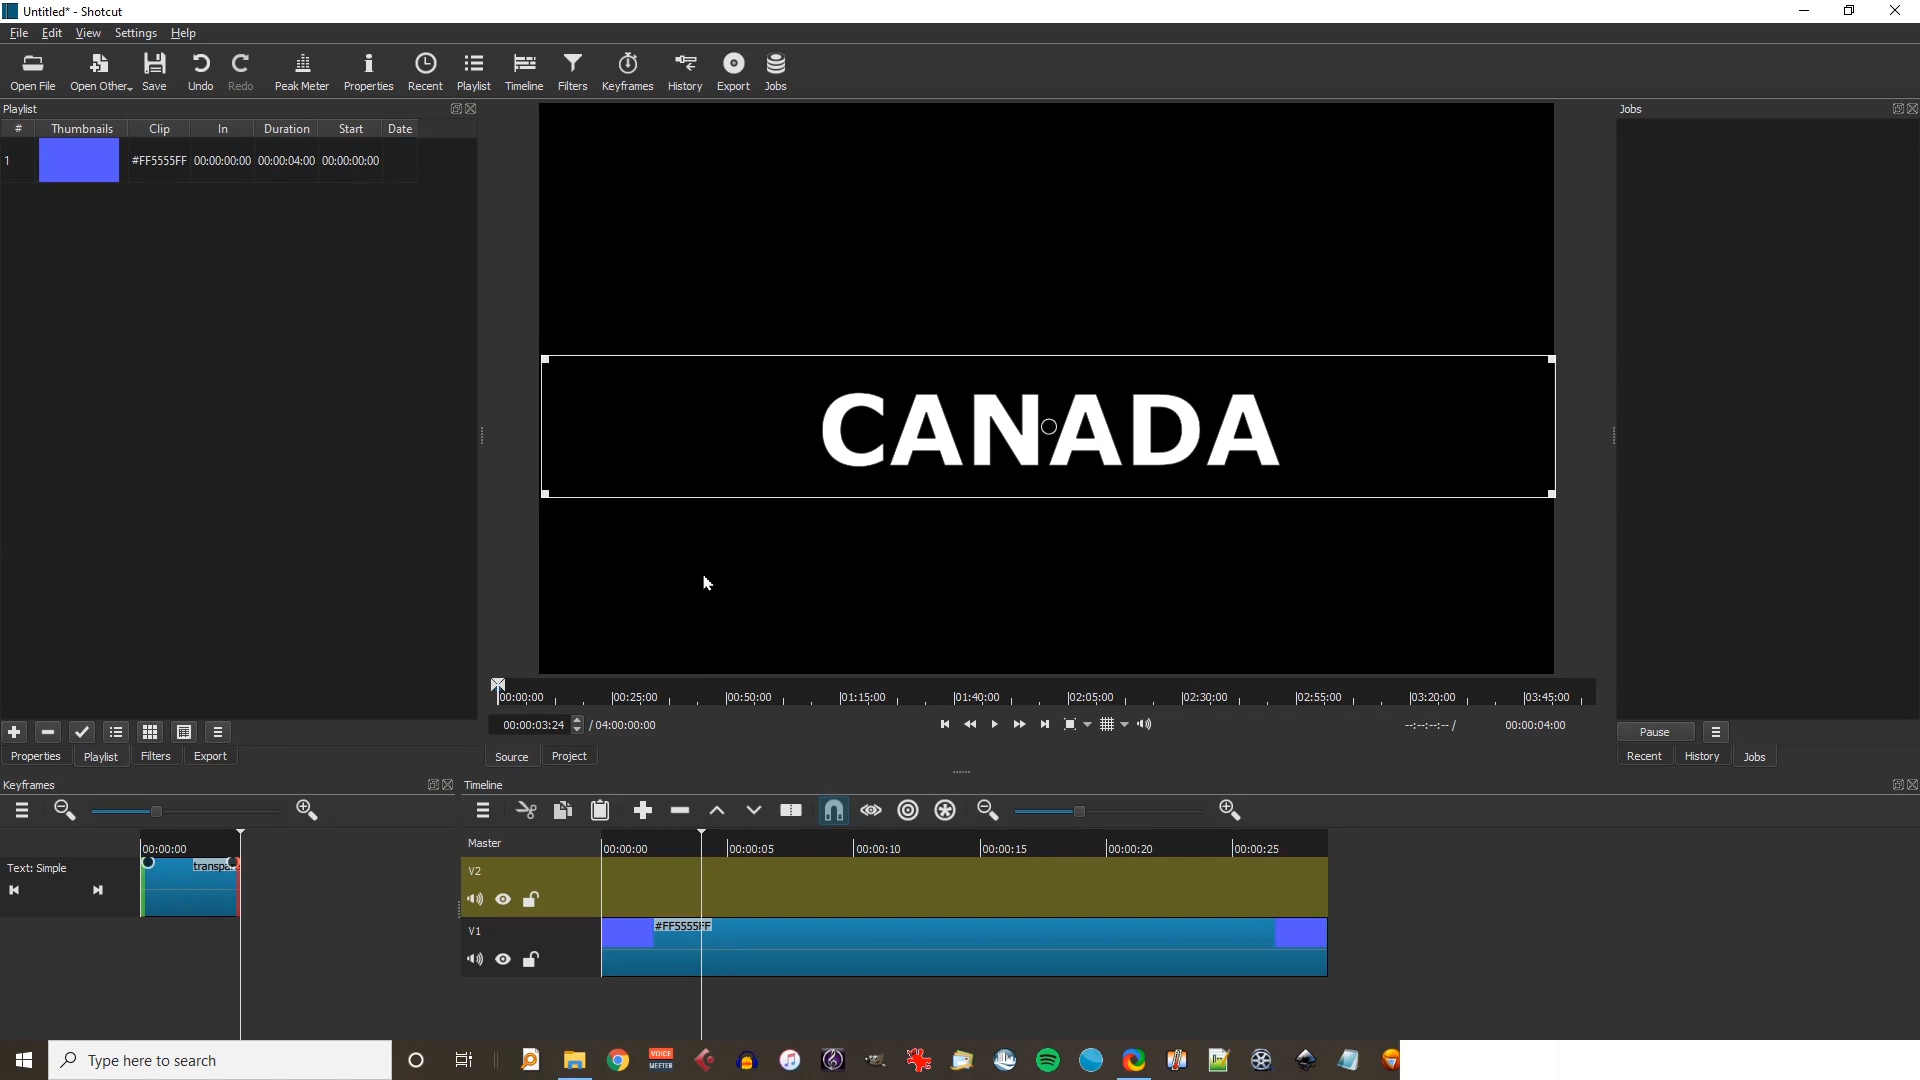 Untitled* - Shotcut
File Edit View Settings Help
Open File Open Other Save Undo Redo Peak Meter Properties Recent Playlist Timeline Filters Keyframes History Export Jobs
Playlist
# Thumbnails Clip In Duration Start Date
1 #FF5555FF 00:00:00:00 00:00:04:00 00:00:00:00
Jobs
CANADA
00:00:00 00:25:00 00:50:00 01:15:00 01:40:00 02:05:00 02:30:00 02:55:00 03:20:00 03:45:00
00:00:03:24 / 04:00:00:00 --:--:--:-- / 00:00:04:00
Pause
Properties Playlist Filters Export
Source Project
Recent History Jobs
Keyframes
Timeline
00:00:00
Text: Simple
transpa...
Master
00:00:00 00:00:05 00:00:10 00:00:15 00:00:20 00:00:25
V2
V1
#FF5555FF
Type here to search
VOICE
MEETER